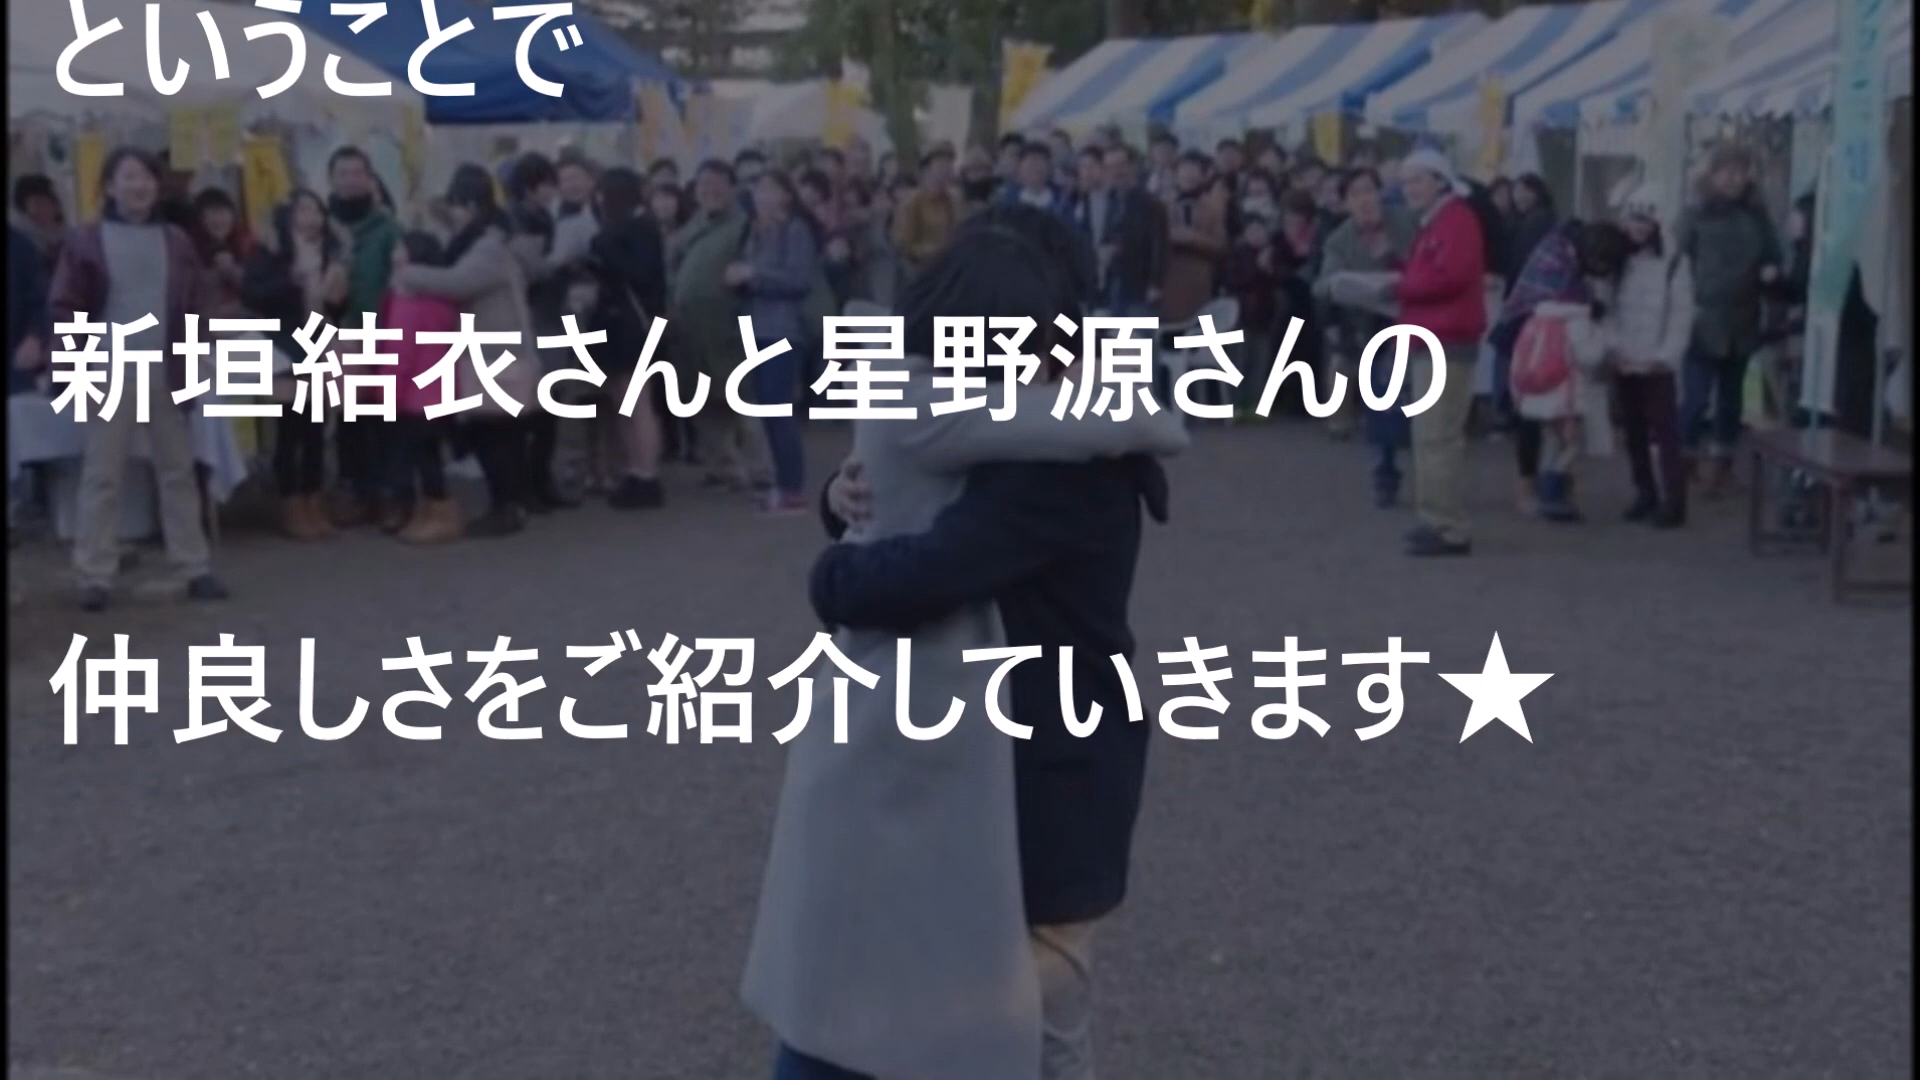 ということで
新垣結衣さんと星野源さんの
仲良しさをご紹介していきます★